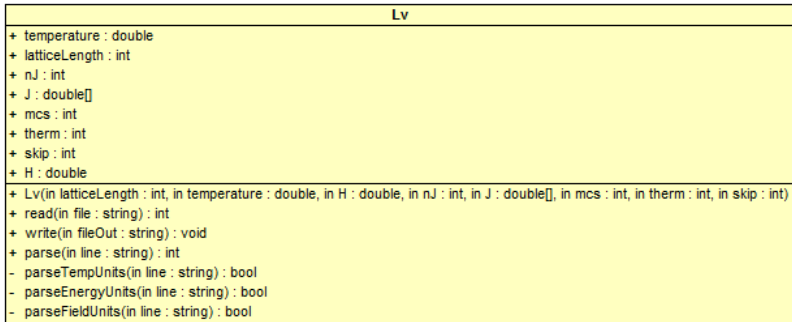 Lv
+ temperature : double
+ latticeLength : int
+ nJ : int
+ J : double[]
+ mcs : int
+ therm : int
+ skip : int
+ H : double
+ Lv(in latticeLength : int, in temperature : double, in H : double, in nJ : int, in J : double[], in mcs : int, in therm : int, in skip : int)
+ read(in file : string) : int
+ write(in fileOut : string) : void
+ parse(in line : string) : int
- parseTempUnits(in line : string) : bool
- parseEnergyUnits(in line : string) : bool
- parseFieldUnits(in line : string) : bool